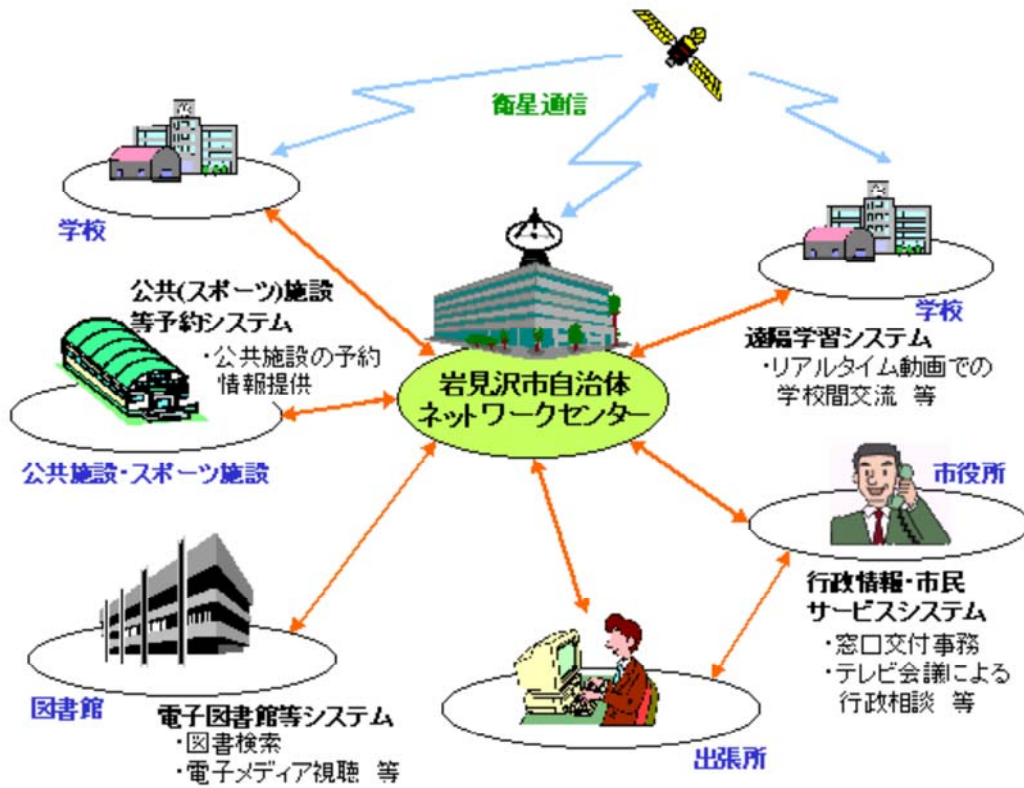 衛星通信
学校
公共(スポーツ)施設
等予約システム
・公共施設の予約
情報提供
公共施設・スポーツ施設
岩見沢市自治体
ネットワークセンター
学校
遠隔学習システム
・リアルタイム動画での
学校間交流 等
市役所
行政情報・市民
サービスシステム
・窓口交付事務
・テレビ会議による
行政相談 等
図書館
電子図書館等システム
・図書検索
・電子メディア視聴 等
出張所